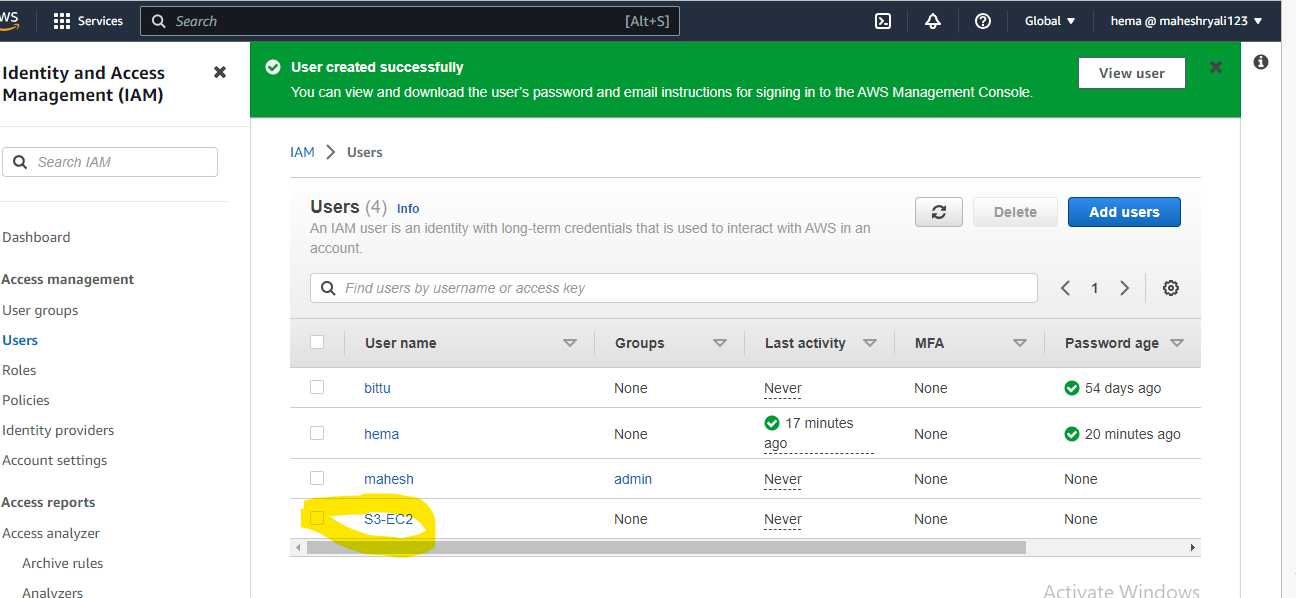 WS
Services
Search
[Alt+S]
Global ▼
hema @ maheshryali123 ▼
Identity and Access
Management (IAM)
Search IAM
Dashboard
Access management
User groups
Users
Roles
Policies
Identity providers
Account settings
Access reports
Access analyzer
Archive rules
Analyzers
User created successfully
You can view and download the user's password and email instructions for signing in to the AWS Management Console.
View user
IAM > Users
Users (4) Info
An IAM user is an identity with long-term credentials that is used to interact with AWS in an
account.
Delete
Add users
Find users by username or access key
1
User name Groups Last activity MFA Password age
bittu None Never None 54 days ago
hema None 17 minutes
ago None 20 minutes ago
mahesh admin Never None None
S3-EC2 None Never None None
Activate Windows